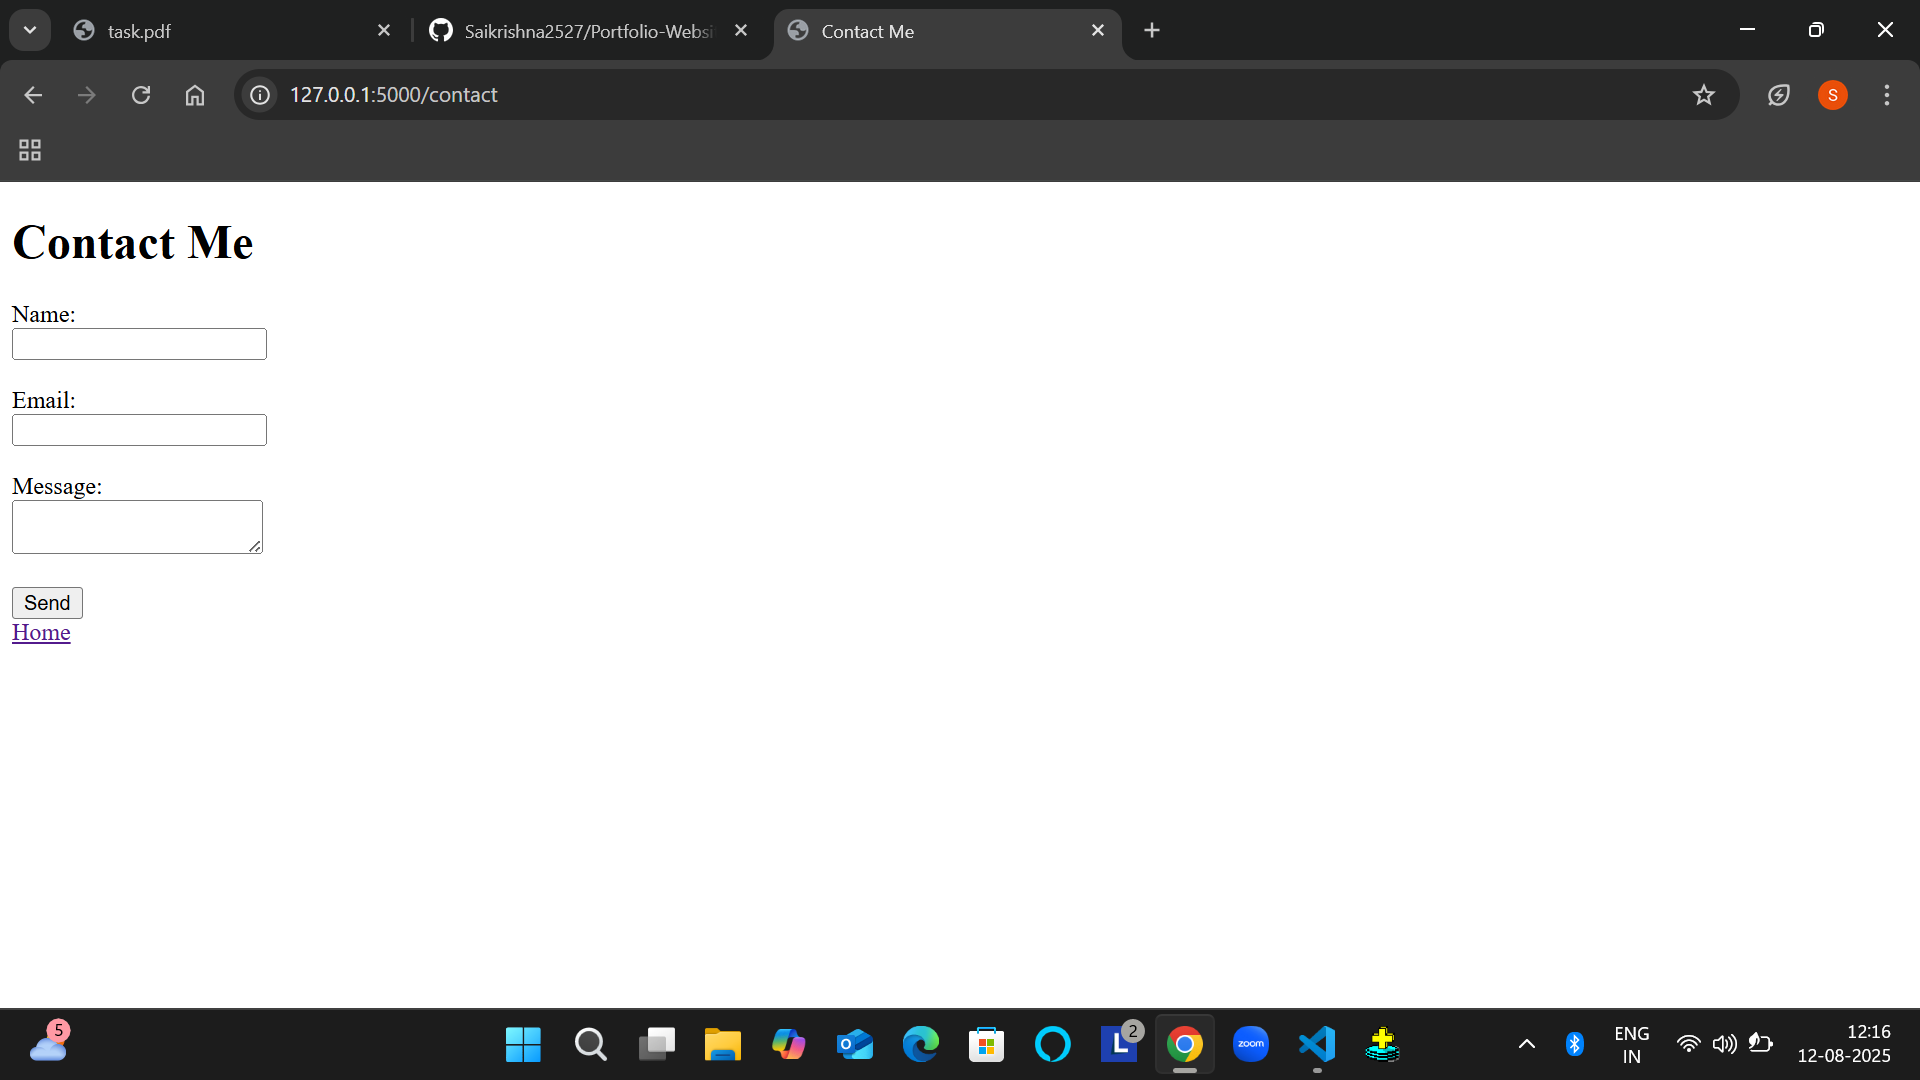 task.pdf
Saikrishna2527/Portfolio-Websi
Contact Me
127.0.0.1:5000/contact
S
Contact Me
Name:
Email:
Message:
Send
Home
5
O
L
2
zoom
ENG
IN
12:16
12-08-2025